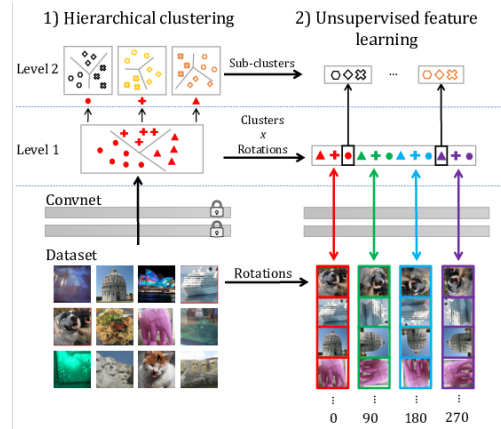 1) Hierarchical clustering
2) Unsupervised feature
learning
Level 2
Sub-clusters
...
Level 1
Clusters
x
Rotations
Convnet
Dataset
Rotations
... ... ... ...
0 90 180 270